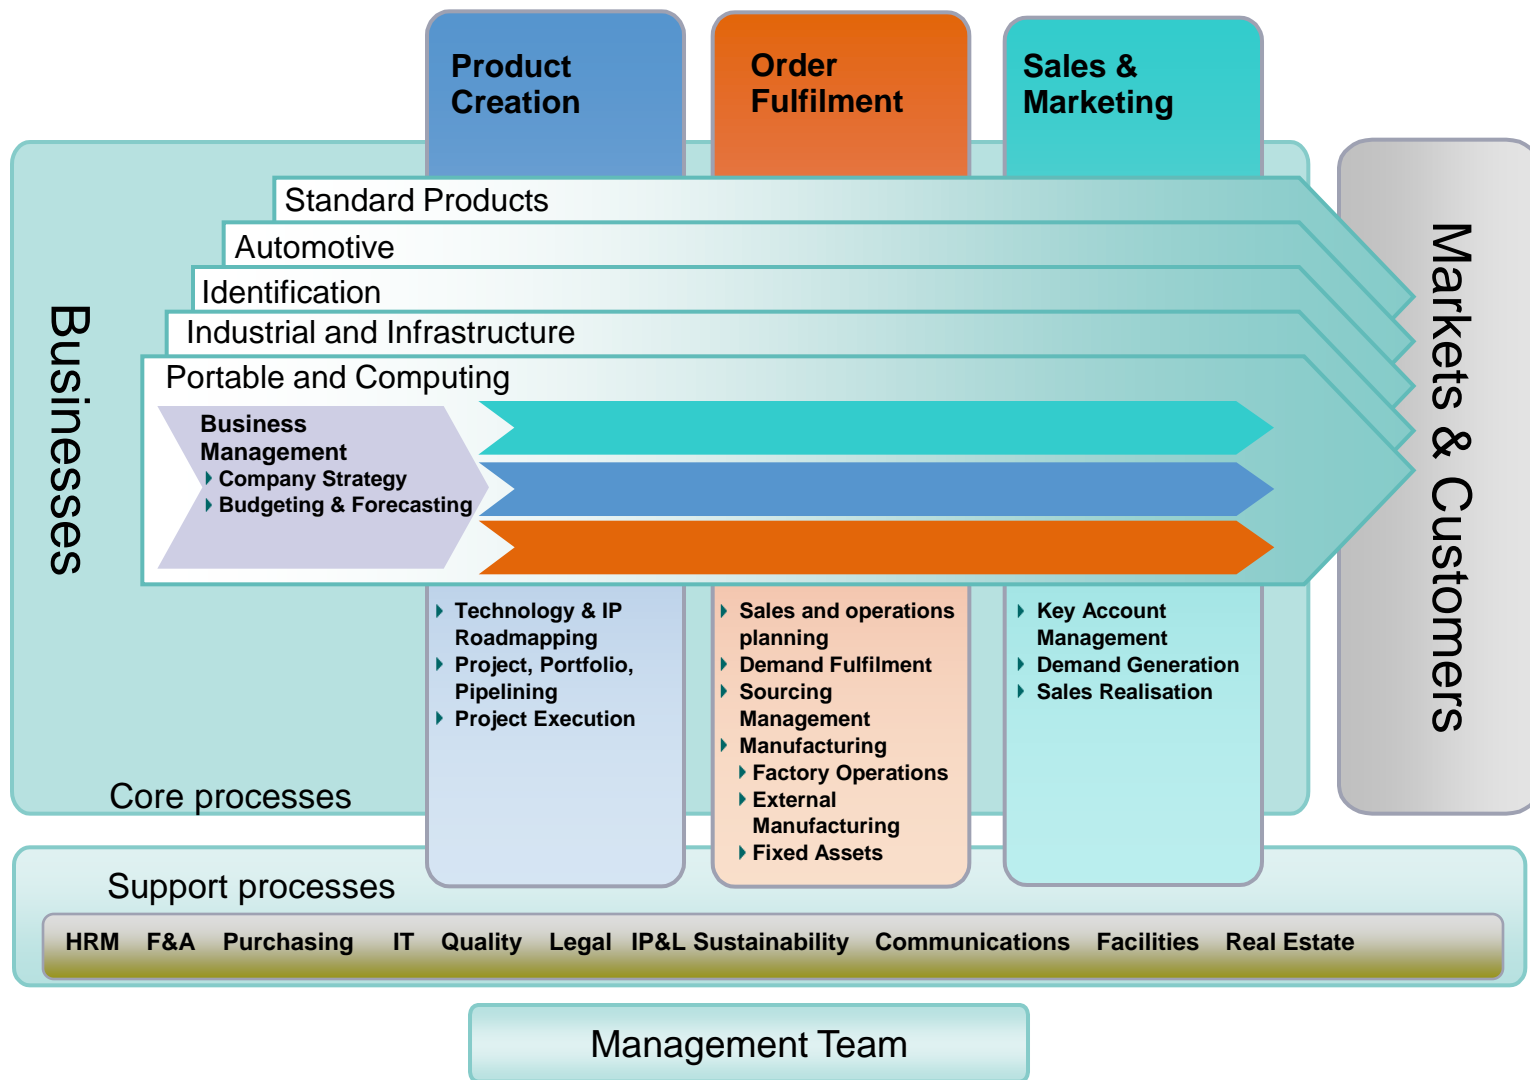 Product
Creation
Order
Fulfilment
Sales &
Marketing
Businesses
Standard Products
Automotive
Identification
Industrial and Infrastructure
Portable and Computing
Business
Management
Company Strategy
Budgeting & Forecasting
Markets & Customers
Technology & IP
Roadmapping
Project, Portfolio,
Pipelining
Project Execution
Sales and operations
planning
Demand Fulfilment
Sourcing
Management
Manufacturing
Factory Operations
External
Manufacturing
Fixed Assets
Key Account
Management
Demand Generation
Sales Realisation
Core processes
Support processes
HRM F&A Purchasing IT Quality Legal IP&L Sustainability Communications Facilities Real Estate
Management Team